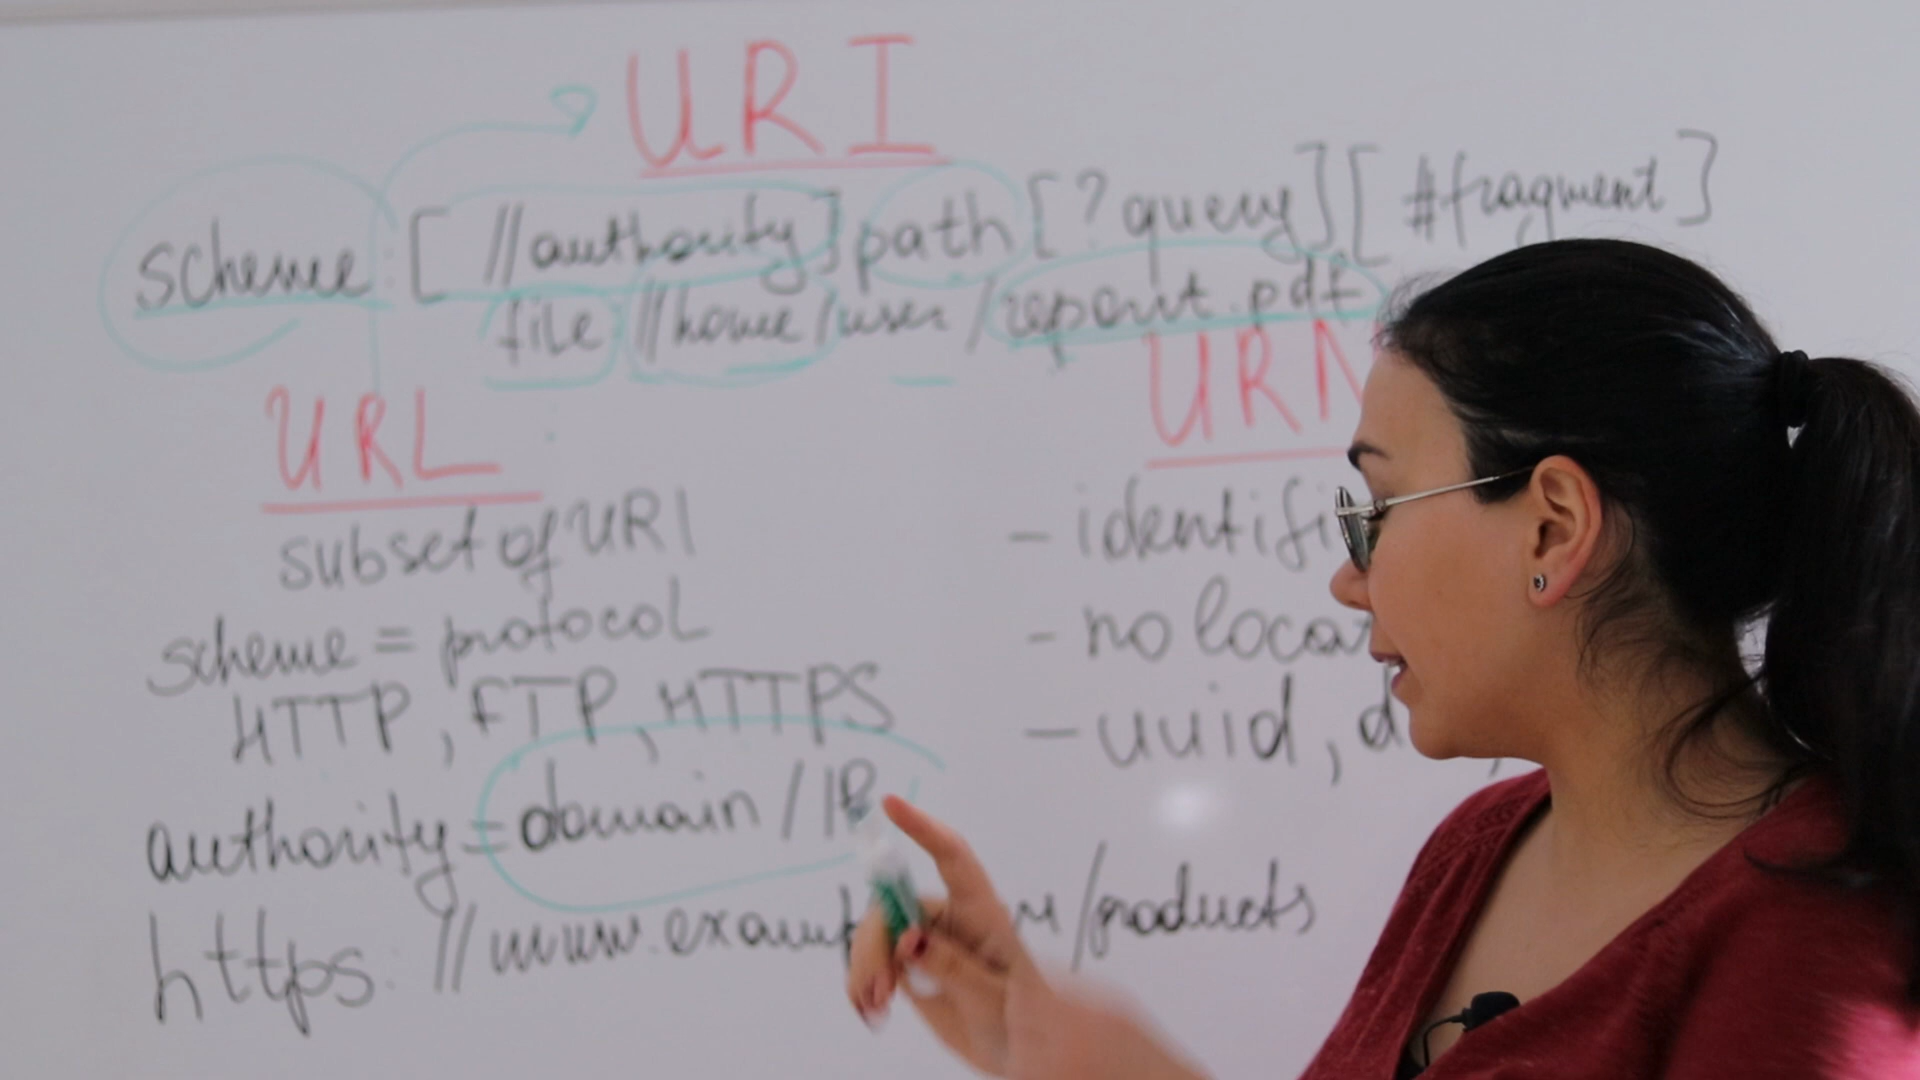 URI
scheme:[//authority]path[?query][#fragment]
file //home/user/report.pdf
URL
URN
subset of URI
scheme = protocol
HTTP, FTP, HTTPS
authority = domain / IP
https://www.examp /products
- identifi
- no locat
- uuid, d